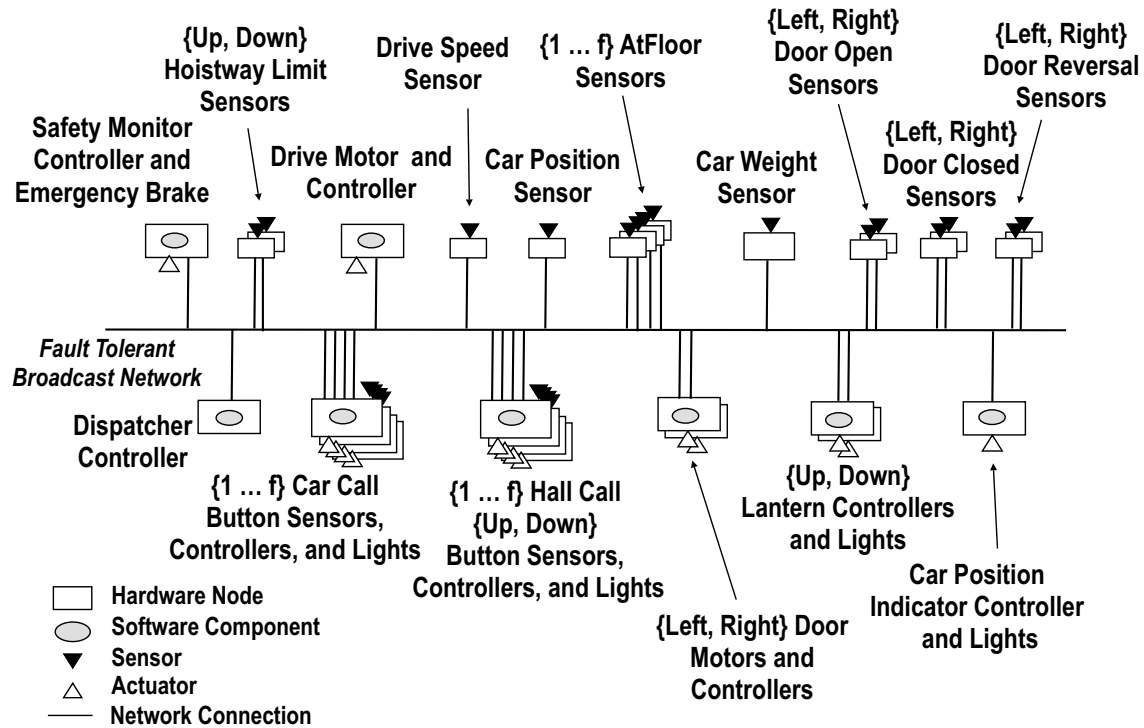 {Up, Down}
Hoistway Limit
Sensors
Drive Speed
Sensor
{1 … f} AtFloor
Sensors
{Left, Right}
Door Open
Sensors
{Left, Right}
Door Reversal
Sensors
Safety Monitor
Controller and
Emergency Brake
Drive Motor and
Controller
Car Position
Sensor
Car Weight
Sensor
{Left, Right}
Door Closed
Sensors
Fault Tolerant
Broadcast Network
Dispatcher
Controller
{1 … f} Car Call
Button Sensors,
Controllers, and Lights
{1 … f} Hall Call
{Up, Down}
Button Sensors,
Controllers, and Lights
{Left, Right} Door
Motors and
Controllers
{Up, Down}
Lantern Controllers
and Lights
Car Position
Indicator Controller
and Lights
Hardware Node
Software Component
Sensor
Actuator
Network Connection